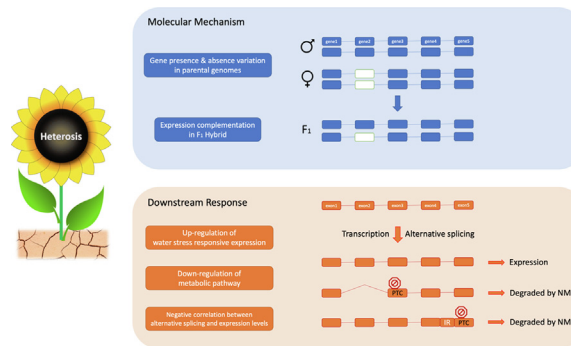 Molecular Mechanism
gene1 gene2 gene3 gene4 gene5
Gene presence & absence variation
in parental genomes
Expression complementation
in F₁ Hybrid
F₁
Heterosis
Downstream Response
exon1 exon2 exon3 exon4 exon5
Up-regulation of
water stress responsive expression
Transcription
Alternative splicing
Expression
Down-regulation of
metabolic pathway
PTC
Degraded by NM
Negative correlation between
alternative splicing and expression levels
IR PTC
Degraded by NM